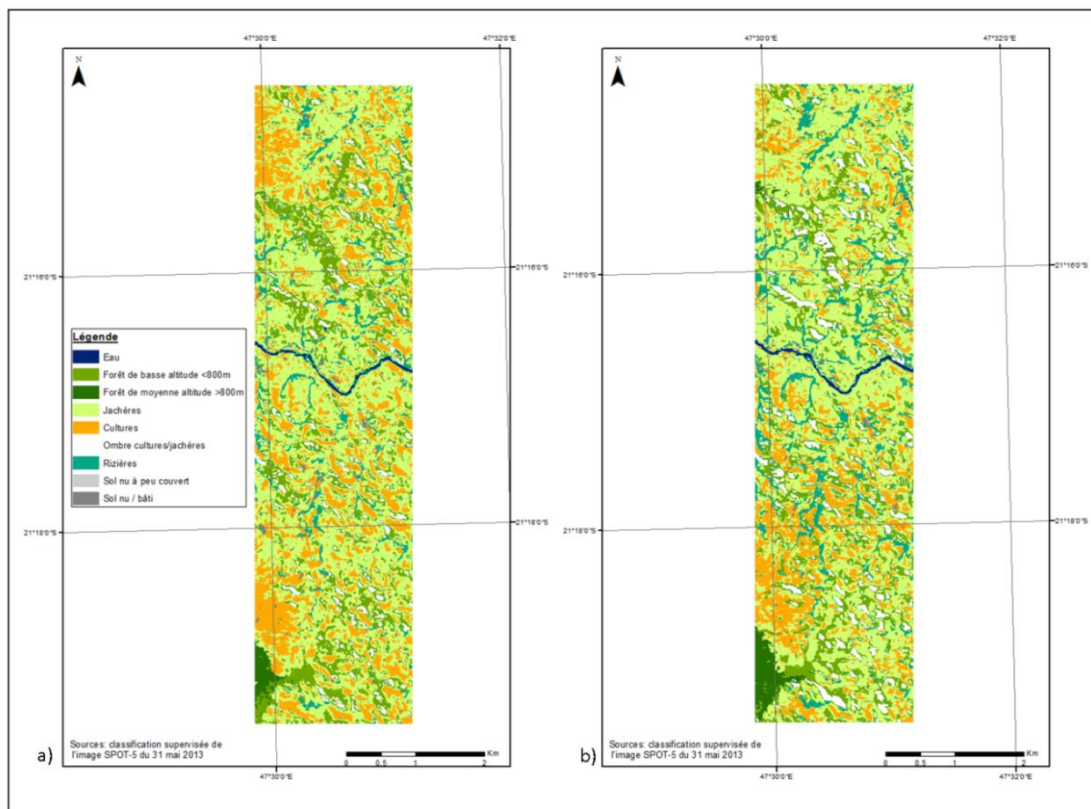 47°30'0"E
47°32'0"E
N
21°16'0"S
21°16'0"S
Légende
Eau
Forêt de basse altitude <800m
Forêt de moyenne altitude >800m
Jachères
Cultures
Ombre cultures/jachères
Rizières
Sol nu à peu couvert
Sol nu / bâti
21°18'0"S
21°18'0"S
a)
Sources: classification supervisée de
l'image SPOT-5 du 31 mai 2013
Km
0 0.5 1 2
47°30'0"E
47°30'0"E
47°32'0"E
N
21°16'0"S
21°16'0"S
21°18'0"S
21°18'0"S
b)
Sources: classification supervisée de
l'image SPOT-5 du 31 mai 2013
Km
0 0.5 1 2
47°30'0"E
47°32'0"E